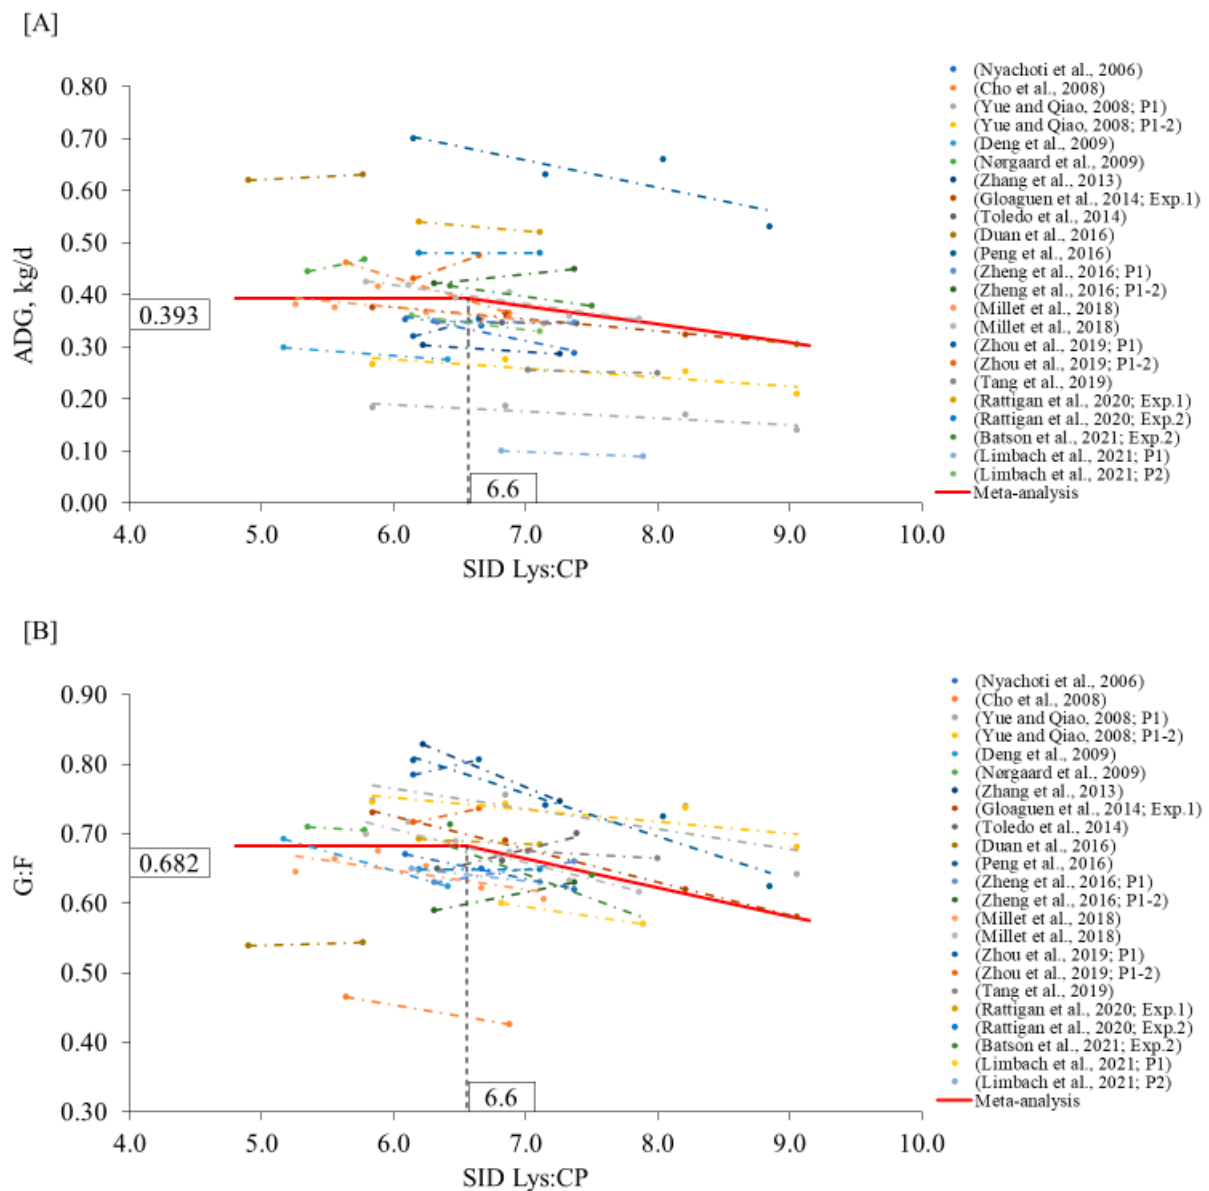 [A]
0.80
0.70
0.60
0.50
0.40
0.30
0.20
0.10
0.00
0.393
6.6
ADG, kg/d
4.0 5.0 6.0 7.0 8.0 9.0 10.0
SID Lys:CP
(Nyachoti et al., 2006)
(Cho et al., 2008)
(Yue and Qiao, 2008; P1)
(Yue and Qiao, 2008; P1-2)
(Deng et al., 2009)
(Nørgaard et al., 2009)
(Zhang et al., 2013)
(Gloaguen et al., 2014; Exp.1)
(Toledo et al., 2014)
(Duan et al., 2016)
(Peng et al., 2016)
(Zheng et al., 2016; P1)
(Zheng et al., 2016; P1-2)
(Millet et al., 2018)
(Millet et al., 2018)
(Zhou et al., 2019; P1)
(Zhou et al., 2019; P1-2)
(Tang et al., 2019)
(Rattigan et al., 2020; Exp.1)
(Rattigan et al., 2020; Exp.2)
(Batson et al., 2021; Exp.2)
(Limbach et al., 2021; P1)
(Limbach et al., 2021; P2)
Meta-analysis
[B]
0.90
0.80
0.70
0.60
0.50
0.40
0.30
0.682
6.6
G:F
4.0 5.0 6.0 7.0 8.0 9.0 10.0
SID Lys:CP
(Nyachoti et al., 2006)
(Cho et al., 2008)
(Yue and Qiao, 2008; P1)
(Yue and Qiao, 2008; P1-2)
(Deng et al., 2009)
(Nørgaard et al., 2009)
(Zhang et al., 2013)
(Gloaguen et al., 2014; Exp.1)
(Toledo et al., 2014)
(Duan et al., 2016)
(Peng et al., 2016)
(Zheng et al., 2016; P1)
(Zheng et al., 2016; P1-2)
(Millet et al., 2018)
(Millet et al., 2018)
(Zhou et al., 2019; P1)
(Zhou et al., 2019; P1-2)
(Tang et al., 2019)
(Rattigan et al., 2020; Exp.1)
(Rattigan et al., 2020; Exp.2)
(Batson et al., 2021; Exp.2)
(Limbach et al., 2021; P1)
(Limbach et al., 2021; P2)
Meta-analysis